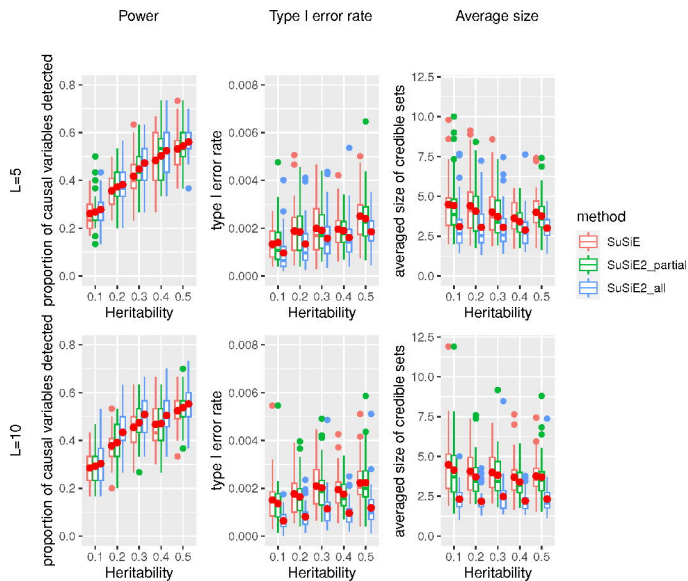 Power
Type I error rate
Average size
L=5
proportion of causal variables detected
0.8
0.6
0.4
0.2
0.0
0.1 0.2 0.3 0.4 0.5
Heritability
type I error rate
0.008
0.006
0.004
0.002
0.000
0.1 0.2 0.3 0.4 0.5
Heritability
averaged size of credible sets
12.5
10.0
7.5
5.0
2.5
0.0
0.1 0.2 0.3 0.4 0.5
Heritability
method
SuSiE
SuSiE2_partial
SuSiE2_all
L=10
proportion of causal variables detected
0.8
0.6
0.4
0.2
0.0
0.1 0.2 0.3 0.4 0.5
Heritability
type I error rate
0.008
0.006
0.004
0.002
0.000
0.1 0.2 0.3 0.4 0.5
Heritability
averaged size of credible sets
12.5
10.0
7.5
5.0
2.5
0.0
0.1 0.2 0.3 0.4 0.5
Heritability